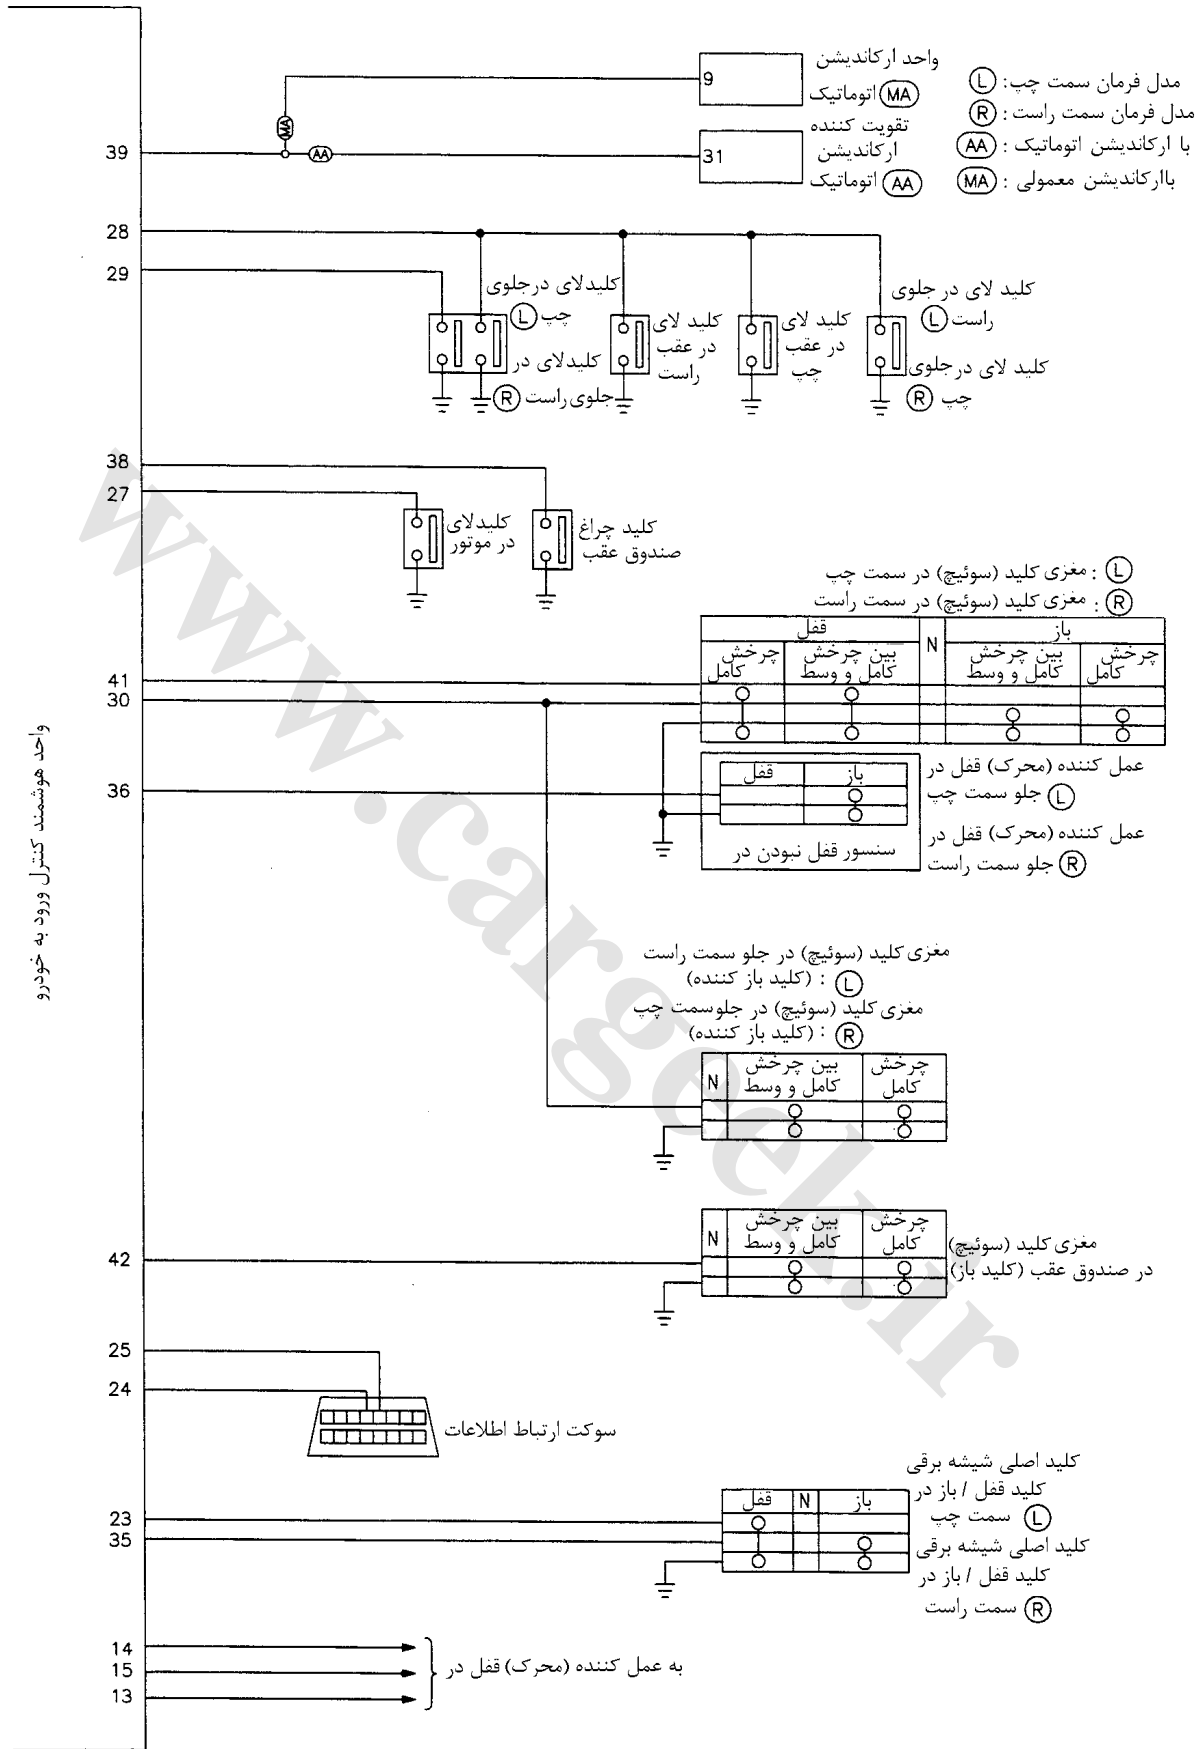 واحد ارکاندیشن
9
اتوماتیک MA
مدل فرمان سمت چپ: L
مدل فرمان سمت راست : R
با ارکاندیشن اتوماتیک : AA
باارکاندیشن معمولی : MA
MA
39
AA
تقویت کننده
ارکاندیشن
31
اتوماتیک AA
28
29
کلیدلای درجلوی
چپ L
کلیدلای در
جلوی راست R
کلید لای
در عقب
راست
کلید لای
در عقب
چپ
کلید لای در جلوی
راست L
کلید لای درجلوی
چپ R
38
27
کلیدلای
در موتور
کلید چراغ
صندوق عقب
L : مغزی کلید (سوئیچ) در سمت چپ
R : مغزی کلید (سوئیچ) در سمت راست
باز
N
قفل
چرخش کامل
بین چرخش کامل و وسط
بین چرخش کامل و وسط
چرخش کامل
41
30
36
باز
قفل
سنسور قفل نبودن در
عمل کننده (محرک) قفل در
جلو سمت چپ L
عمل کننده (محرک) قفل در
جلو سمت راست R
واحد هوشمند کنترل ورود به خودرو
مغزی کلید (سوئیچ) در جلو سمت راست
L : (کلید باز کننده)
مغزی کلید (سوئیچ) در جلوسمت چپ
R : (کلید باز کننده)
چرخش کامل
بین چرخش کامل و وسط
N
42
چرخش کامل
بین چرخش کامل و وسط
N
مغزی کلید (سوئیچ)
در صندوق عقب (کلید باز)
25
24
سوکت ارتباط اطلاعات
23
35
باز
N
قفل
کلید اصلی شیشه برقی
کلید قفل / باز در
سمت چپ L
کلید اصلی شیشه برقی
کلید قفل / باز در
سمت راست R
14
15
13
به عمل کننده (محرک) قفل در
www.cargeek.ir